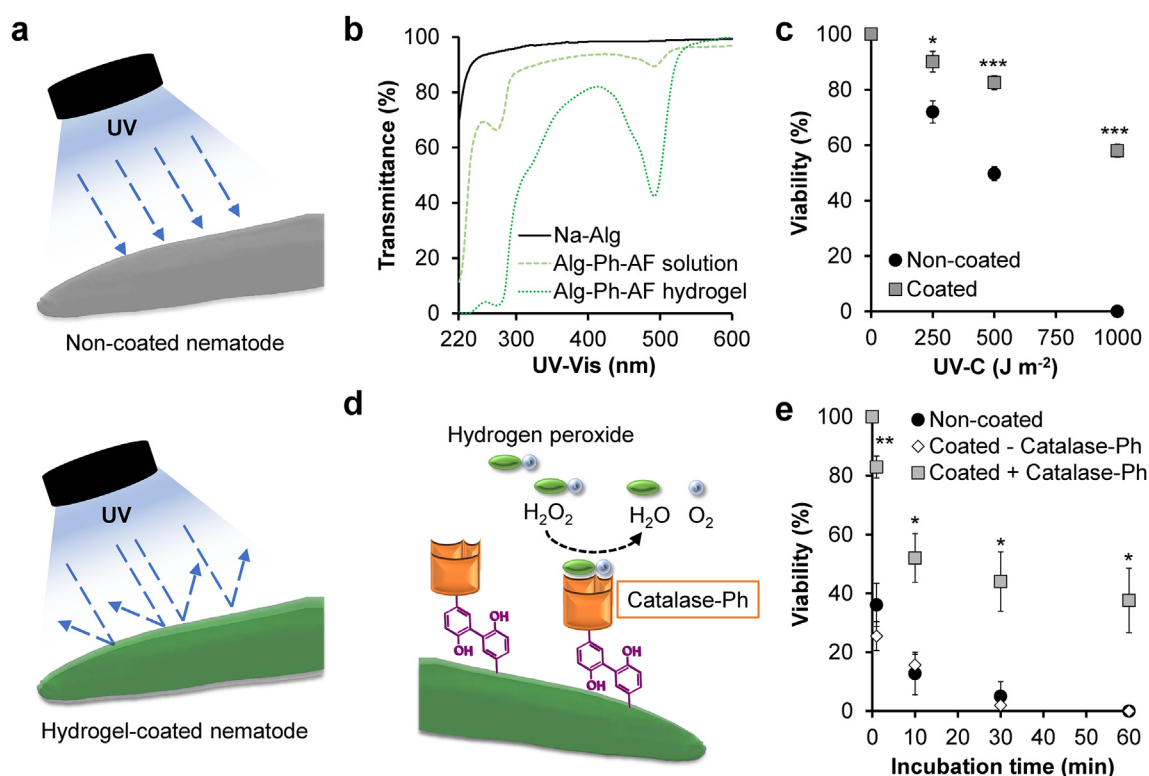 a
UV
Non-coated nematode
UV
Hydrogel-coated nematode
b
Transmittance (%)
100
80
60
40
20
0
Na-Alg
Alg-Ph-AF solution
Alg-Ph-AF hydrogel
222 300 400 500 600
UV-Vis (nm)
c
Viability (%)
100
80
60
40
20
0
*
***
***
Non-coated
Coated
0 250 500 750 1000
UV-C (J m⁻²)
d
Hydrogen peroxide
H₂O₂ H₂O O₂
Catalase-Ph
OH
OH
OH
OH
e
Viability (%)
100
80
60
40
20
0
Non-coated
Coated - Catalase-Ph
Coated + Catalase-Ph
**
*
*
*
0 10 20 30 40 50 60
Incubation time (min)